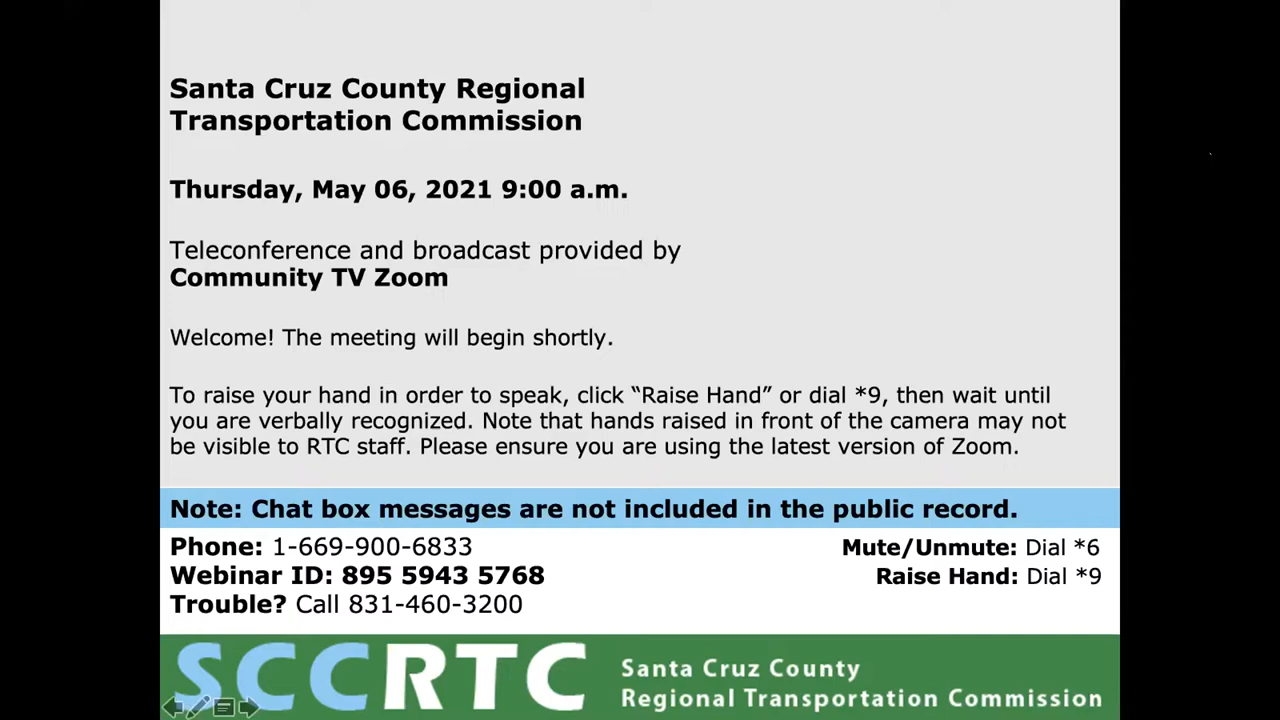 Santa Cruz County Regional
Transportation Commission
Thursday, May 06, 2021 9:00 a.m.
Teleconference and broadcast provided by
Community TV Zoom
Welcome! The meeting will begin shortly.
To raise your hand in order to speak, click “Raise Hand” or dial *9, then wait until
you are verbally recognized. Note that hands raised in front of the camera may not
be visible to RTC staff. Please ensure you are using the latest version of Zoom.
Note: Chat box messages are not included in the public record.
Phone: 1-669-900-6833
Mute/Unmute: Dial *6
Webinar ID: 895 5943 5768
Raise Hand: Dial *9
Trouble? Call 831-460-3200
SCCRTC
Santa Cruz County
Regional Transportation Commission